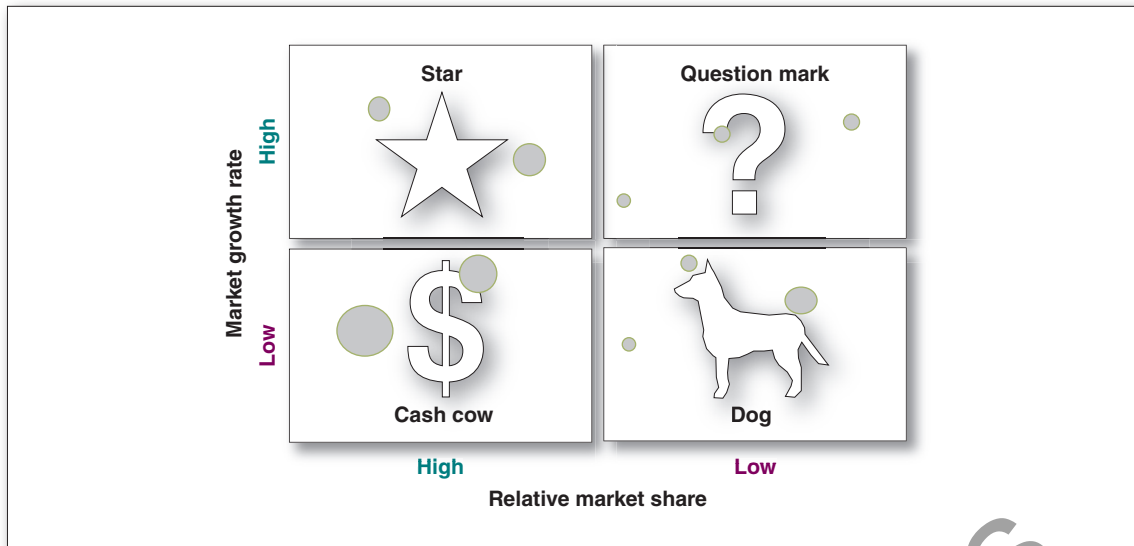 Star
Question mark
Market growth rate
High
Low
Cash cow
Dog
High
Low
Relative market share